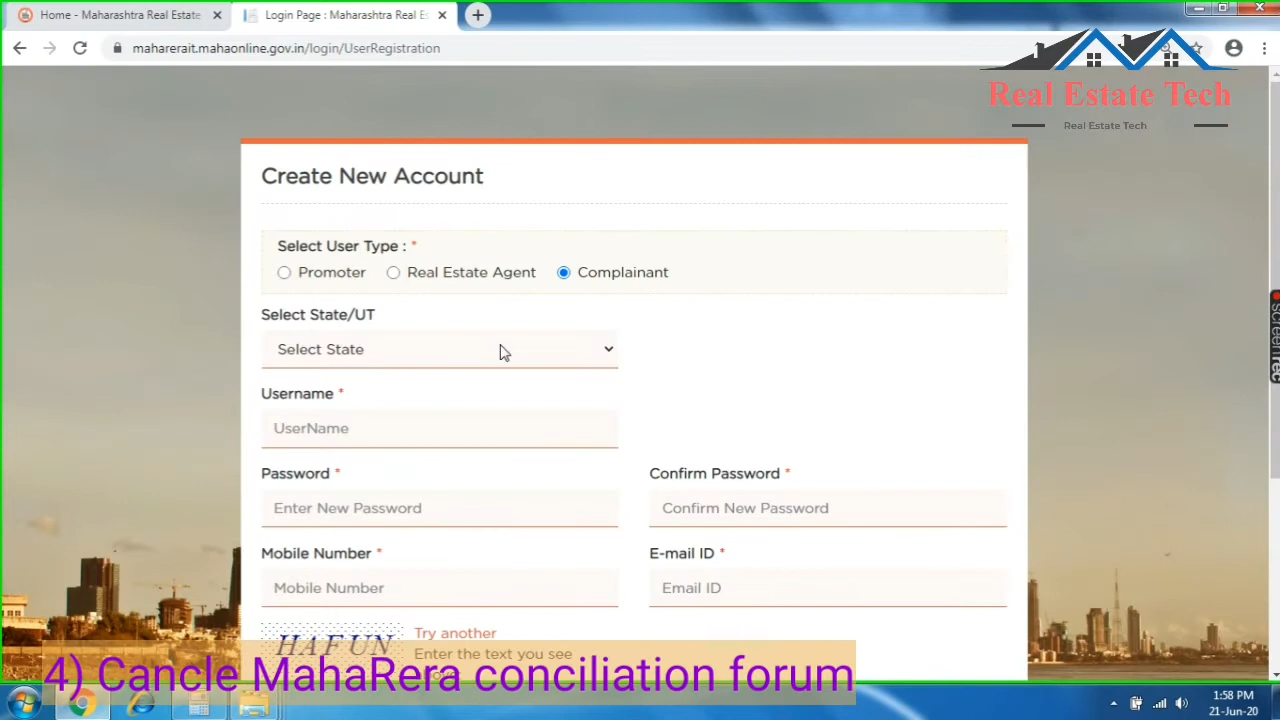 Home - Maharashtra Real Estate
Login Page : Maharashtra Real Es
maharerait.mahaonline.gov.in/login/UserRegistration
Real Estate Tech
Real Estate Tech
Create New Account
Select User Type : *
Promoter
Real Estate Agent
Complainant
Select State/UT
Select State
Username *
UserName
Password *
Confirm Password *
Enter New Password
Confirm New Password
Mobile Number *
E-mail ID *
Mobile Number
Email ID
HAFUN
Try another
Enter the text you see
4) Cancle MahaRera conciliation forum
screenrec
1:58 PM
21-Jun-20